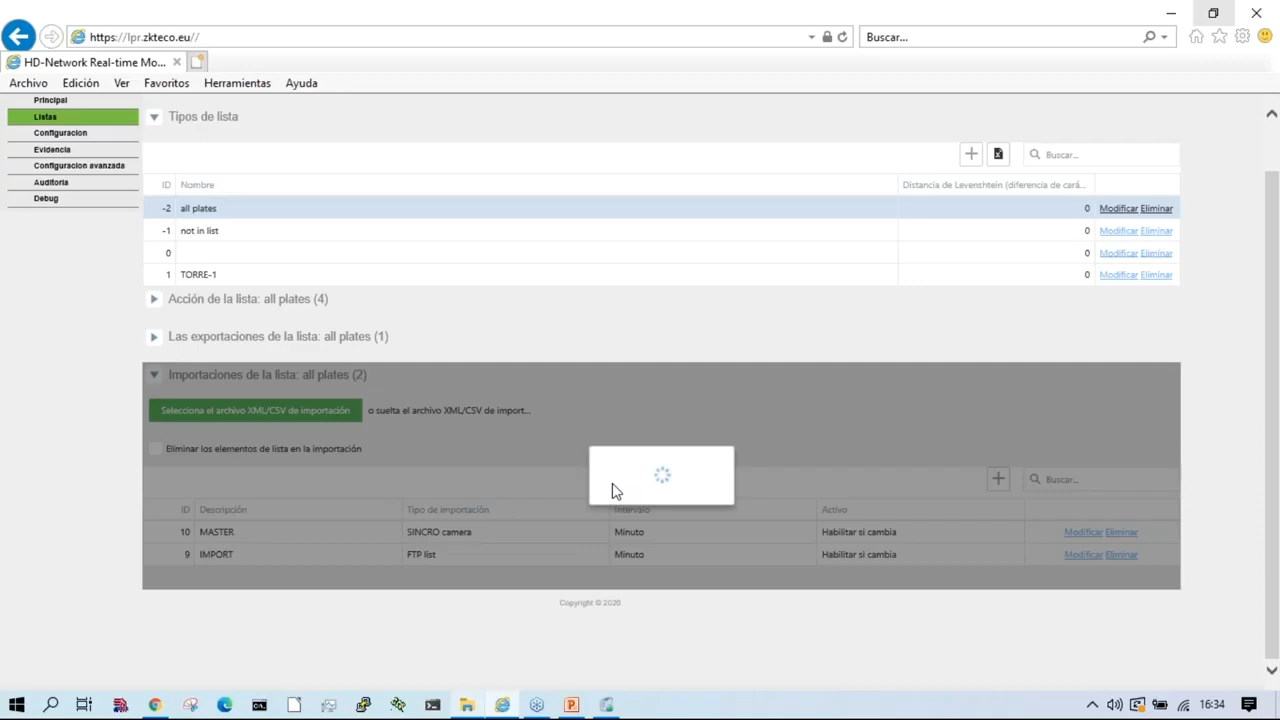 https://lpr.zkteco.eu//
Buscar...
HD-Network Real-time Mo...
Archivo Edición Ver Favoritos Herramientas Ayuda
Principal
Listas
Configuracion
Evidencia
Configuracion avanzada
Auditoria
Debug
Tipos de lista
Buscar...
ID Nombre Distancia de Levenshtein (diferencia de cará...
-2 all plates 0 Modificar Eliminar
-1 not in list 0 Modificar Eliminar
0 0 Modificar Eliminar
1 TORRE-1 0 Modificar Eliminar
Acción de la lista: all plates (4)
Las exportaciones de la lista: all plates (1)
Importaciones de la lista: all plates (2)
Selecciona el archivo XML/CSV de importación o suelta el archivo XML/CSV de import...
Eliminar los elementos de lista en la importación
Buscar...
ID Descripción Tipo de importación Intervalo Activo
10 MASTER SINCRO camera Minuto Habilitar si cambia Modificar Eliminar
9 IMPORT FTP list Minuto Habilitar si cambia Modificar Eliminar
Copyright © 2020
16:34